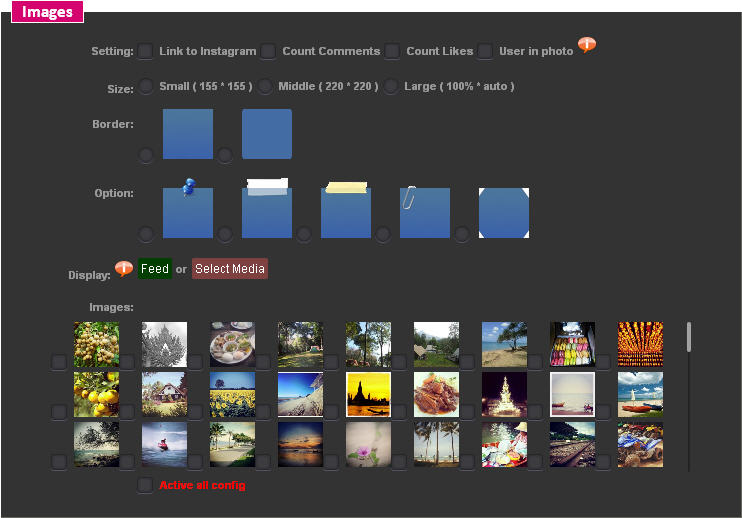 Images
Setting: Link to Instagram Count Comments Count Likes User in photo
Size: Small ( 155 * 155 ) Middle ( 220 * 220 ) Large ( 100% * auto )
Border:
Option:
Display: Feed or Select Media
Images:
Active all config